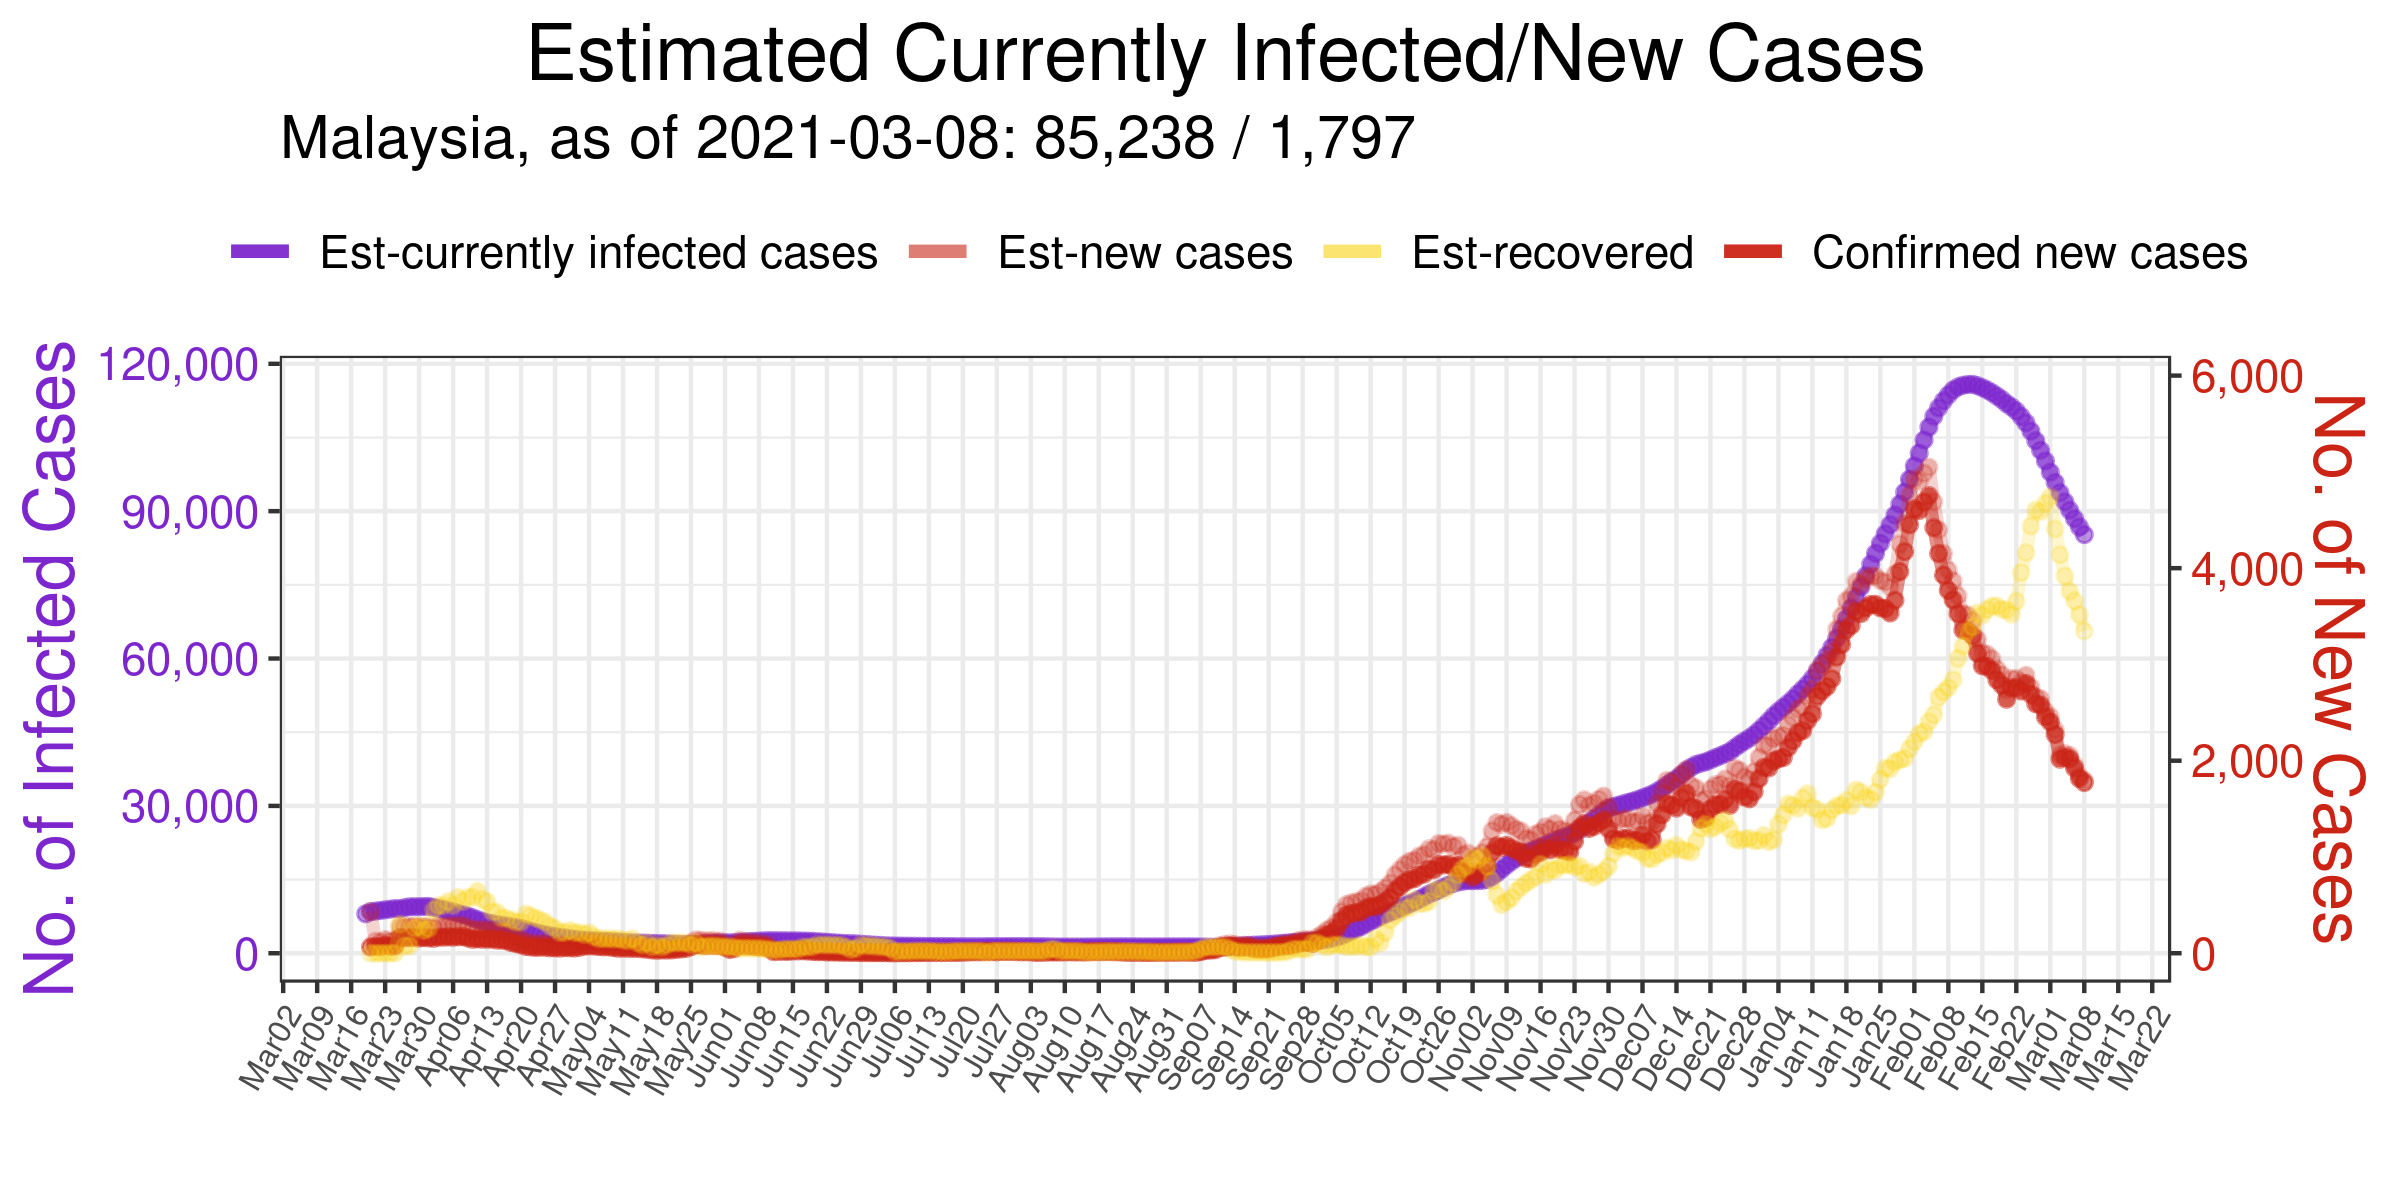 Estimated Currently Infected/New Cases
Malaysia, as of 2021-03-08: 85,238 / 1,797
Est-currently infected cases Est-new cases Est-recovered Confirmed new cases
No. of Infected Cases
120,000
90,000
60,000
30,000
0
6,000
4,000
2,000
0
No. of New Cases
Mar02 Mar09 Mar16 Mar23 Mar30 Apr06 Apr13 Apr20 Apr27 May04 May11 May18 May25 Jun01 Jun08 Jun15 Jun22 Jun29 Jul06 Jul13 Jul20 Jul27 Aug03 Aug10 Aug17 Aug24 Aug31 Sep07 Sep14 Sep21 Sep28 Oct05 Oct12 Oct19 Oct26 Nov02 Nov09 Nov16 Nov23 Nov30 Dec07 Dec14 Dec21 Dec28 Jan04 Jan11 Jan18 Jan25 Feb01 Feb08 Feb15 Feb22 Mar01 Mar08 Mar15 Mar22